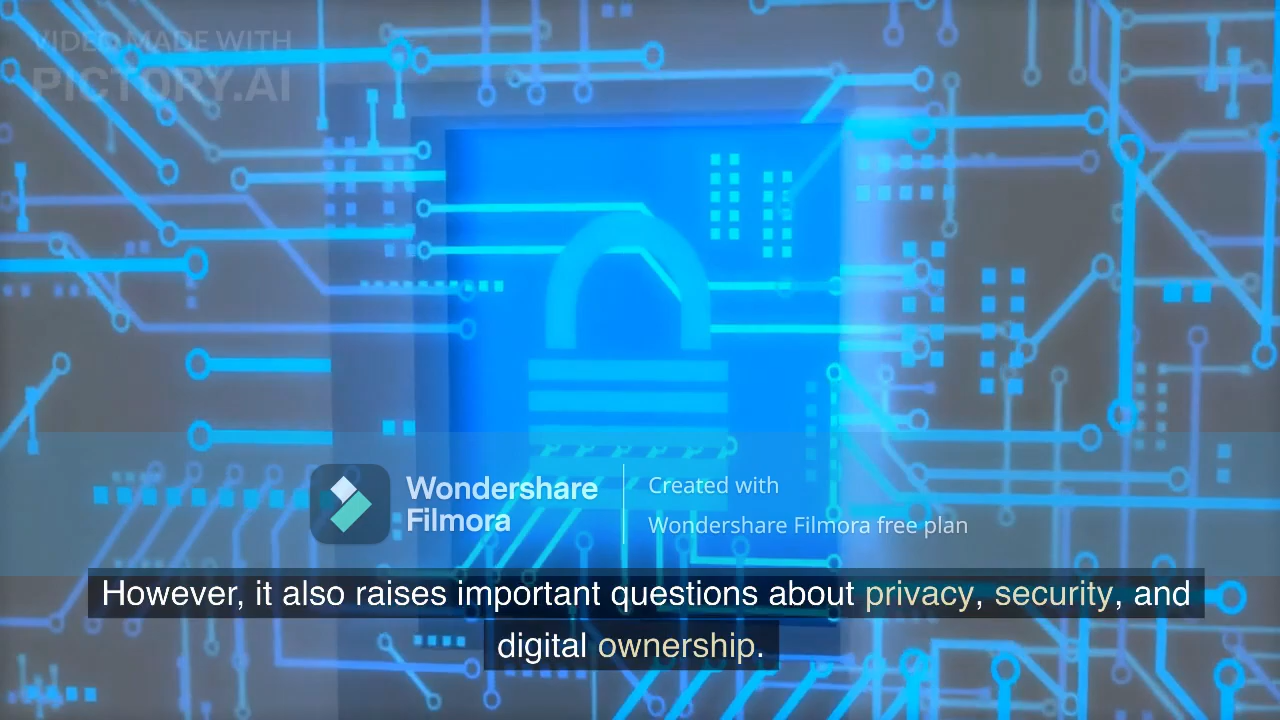 VIDEO MADE WITH
PICTORY.AI
Wondershare
Filmora
Created with
Wondershare Filmora free plan
However, it also raises important questions about privacy, security, and
digital ownership.